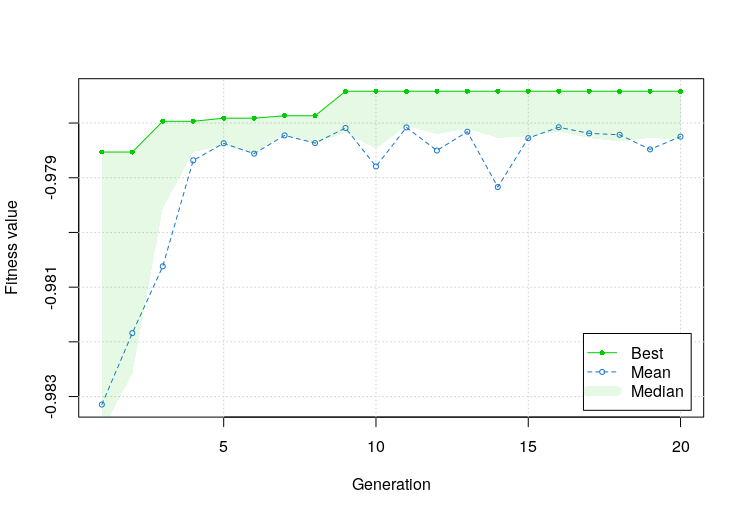 Fitness value
-0.979
-0.981
-0.983
5
10
15
20
Generation
Best
Mean
Median